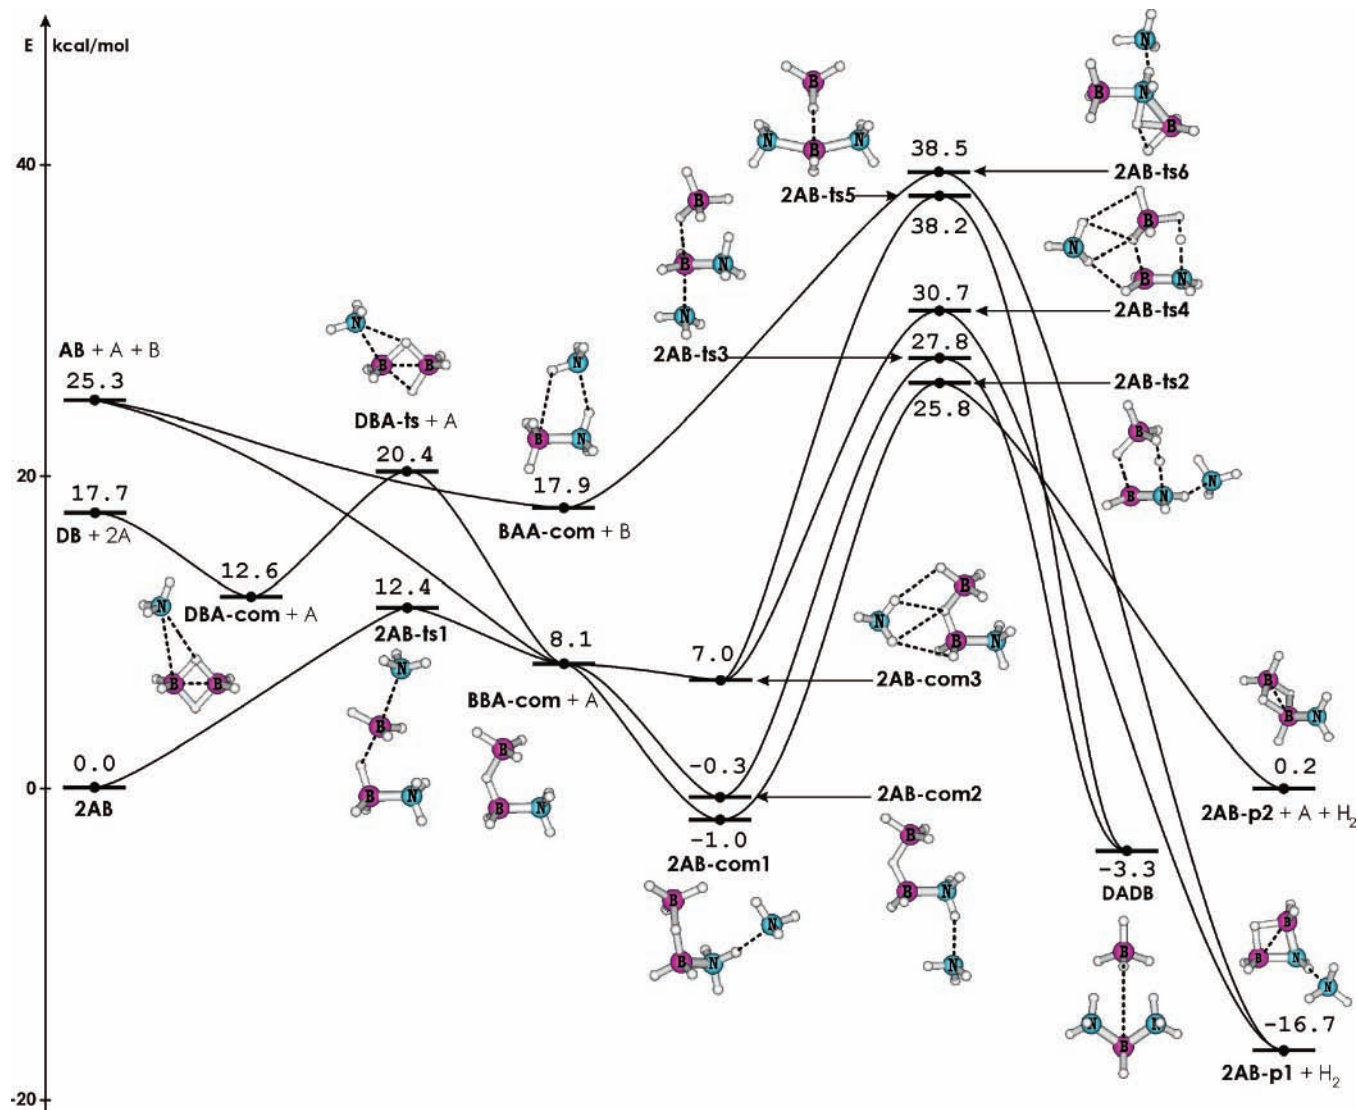 E kcal/mol
40
20
0
-20
AB + A + B
25.3
17.7
DB + 2A
12.6
DBA-com + A
0.0
2AB
DBA-ts + A
20.4
12.4
2AB-ts1
17.9
BAA-com + B
8.1
BBA-com + A
7.0
2AB-com3
-0.3
2AB-com2
-1.0
2AB-com1
38.5
2AB-ts6
2AB-ts5
38.2
30.7
2AB-ts4
2AB-ts3
27.8
2AB-ts2
25.8
0.2
2AB-p2 + A + H₂
-3.3
DADB
-16.7
2AB-p1 + H₂
N
B B
N
B B
N
B
B N
N
B N
B
B N
B
B N
N
B
N B N
N
B N
B
B
N
B N
B
B N
N
B
N
B N
B
B N
N
B
B N
N
B
B N
B
N N
B
B
B N
N